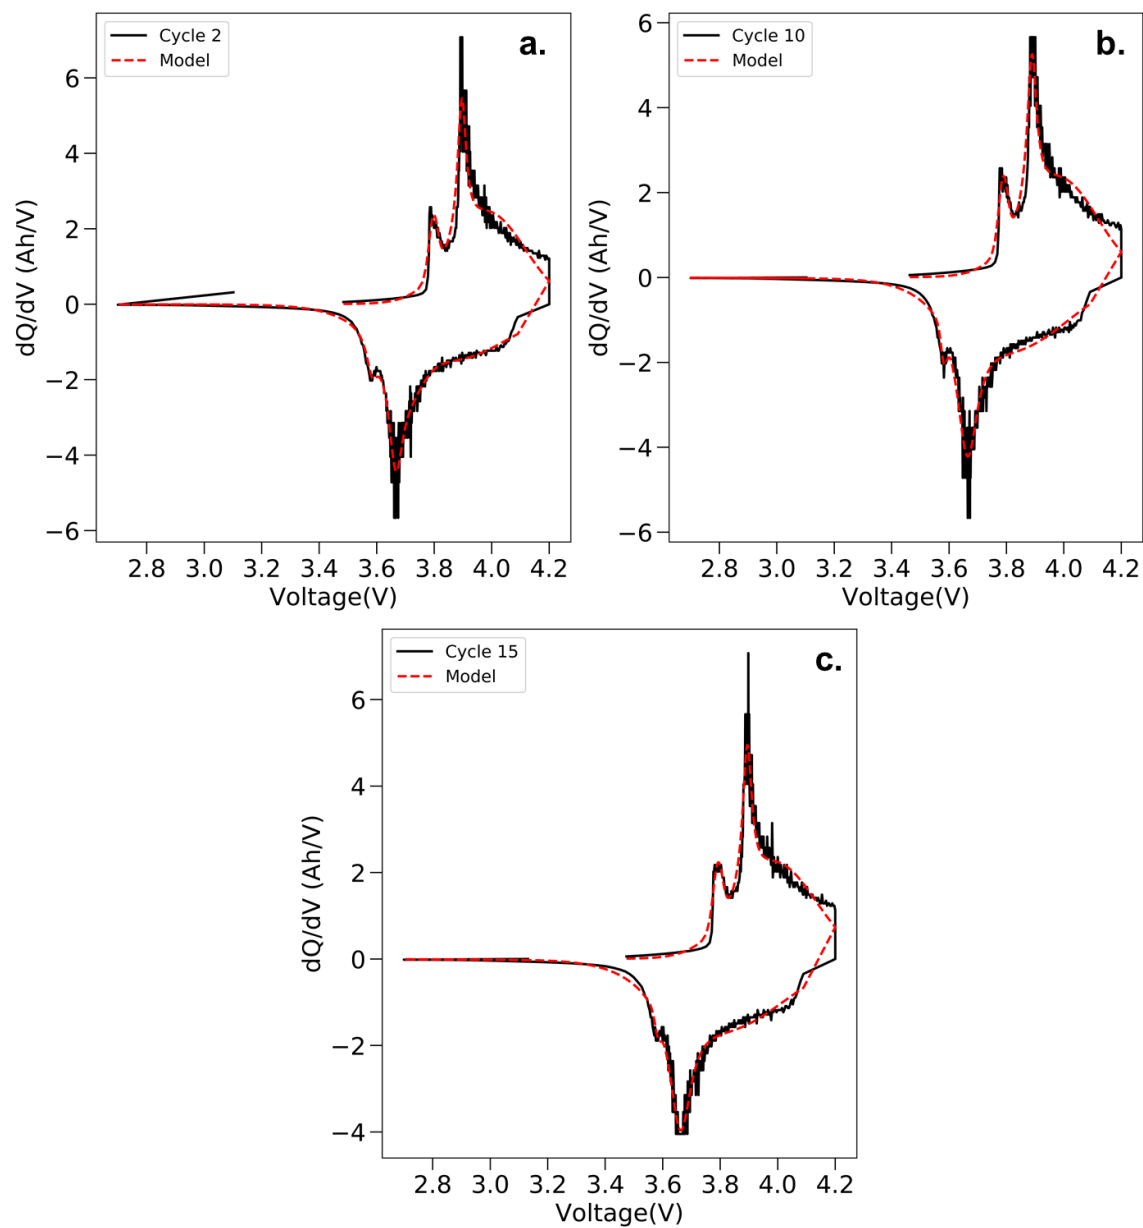 Cycle 2
Model
a.
6
4
2
0
−2
−4
−6
dQ/dV (Ah/V)
2.8 3.0 3.2 3.4 3.6 3.8 4.0 4.2
Voltage(V)
Cycle 10
Model
b.
6
4
2
0
−2
−4
−6
dQ/dV (Ah/V)
2.8 3.0 3.2 3.4 3.6 3.8 4.0 4.2
Voltage(V)
Cycle 15
Model
c.
6
4
2
0
−2
−4
dQ/dV (Ah/V)
2.8 3.0 3.2 3.4 3.6 3.8 4.0 4.2
Voltage(V)